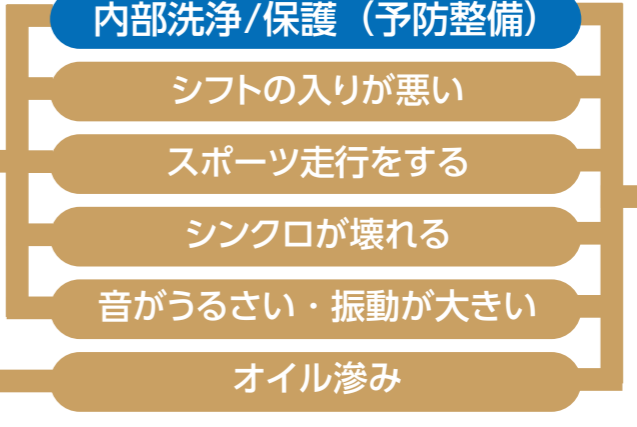 内部洗浄/保護（予防整備）
シフトの入りが悪い
スポーツ走行をする
シンクロが壊れる
音がうるさい・振動が大きい
オイル滲み